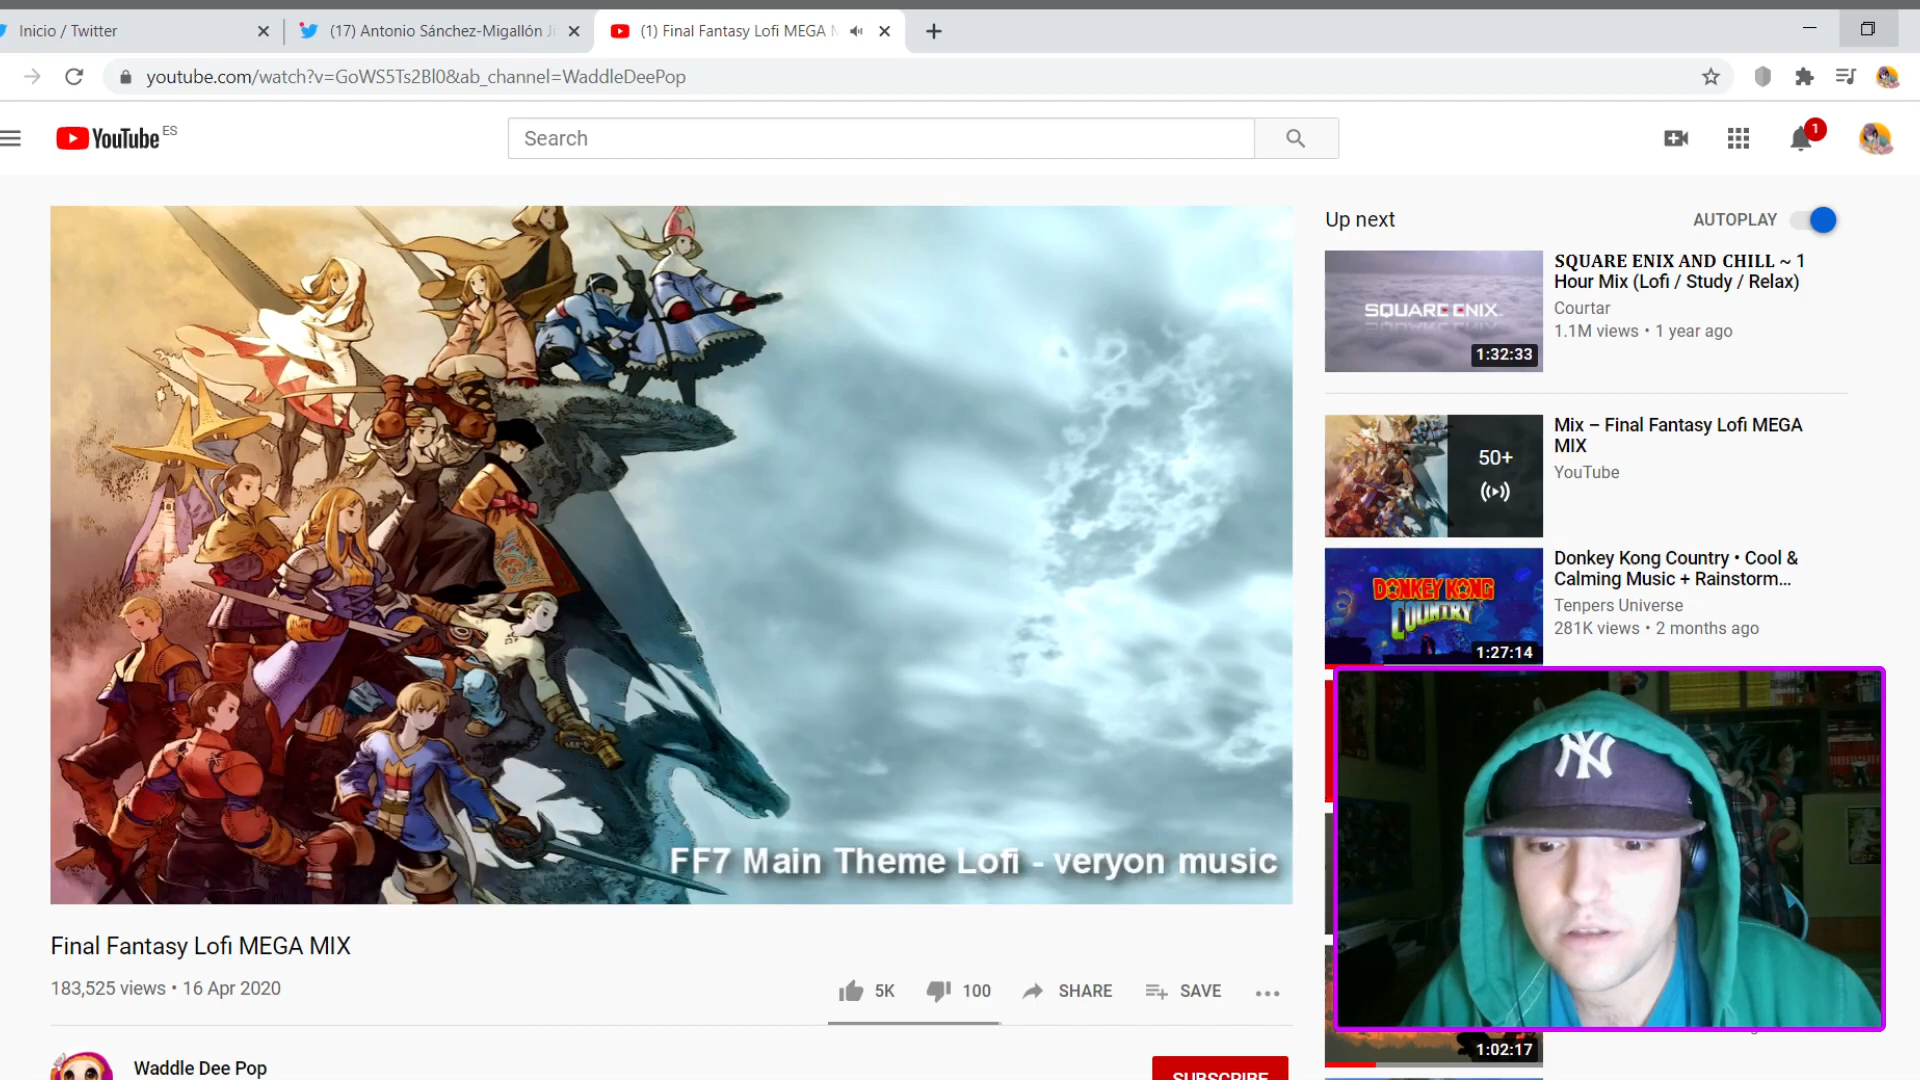 Inicio / Twitter
(17) Antonio Sánchez-Migallón Ji
(1) Final Fantasy Lofi MEGA M
youtube.com/watch?v=GoWS5Ts2Bl0&ab_channel=WaddleDeePop
YouTube ES
Search
1
Up next
AUTOPLAY
SQUARE ENIX
1:32:33
SQUARE ENIX AND CHILL ~ 1
Hour Mix (Lofi / Study / Relax)
Courtar
1.1M views • 1 year ago
50+
Mix – Final Fantasy Lofi MEGA
MIX
YouTube
DONKEY KONG
COUNTRY
1:27:14
Donkey Kong Country • Cool &
Calming Music + Rainstorm...
Tenpers Universe
281K views • 2 months ago
NY
FF7 Main Theme Lofi - veryon music
Final Fantasy Lofi MEGA MIX
183,525 views • 16 Apr 2020
5K
100
SHARE
SAVE
1:02:17
Waddle Dee Pop
SUBSCRIBE